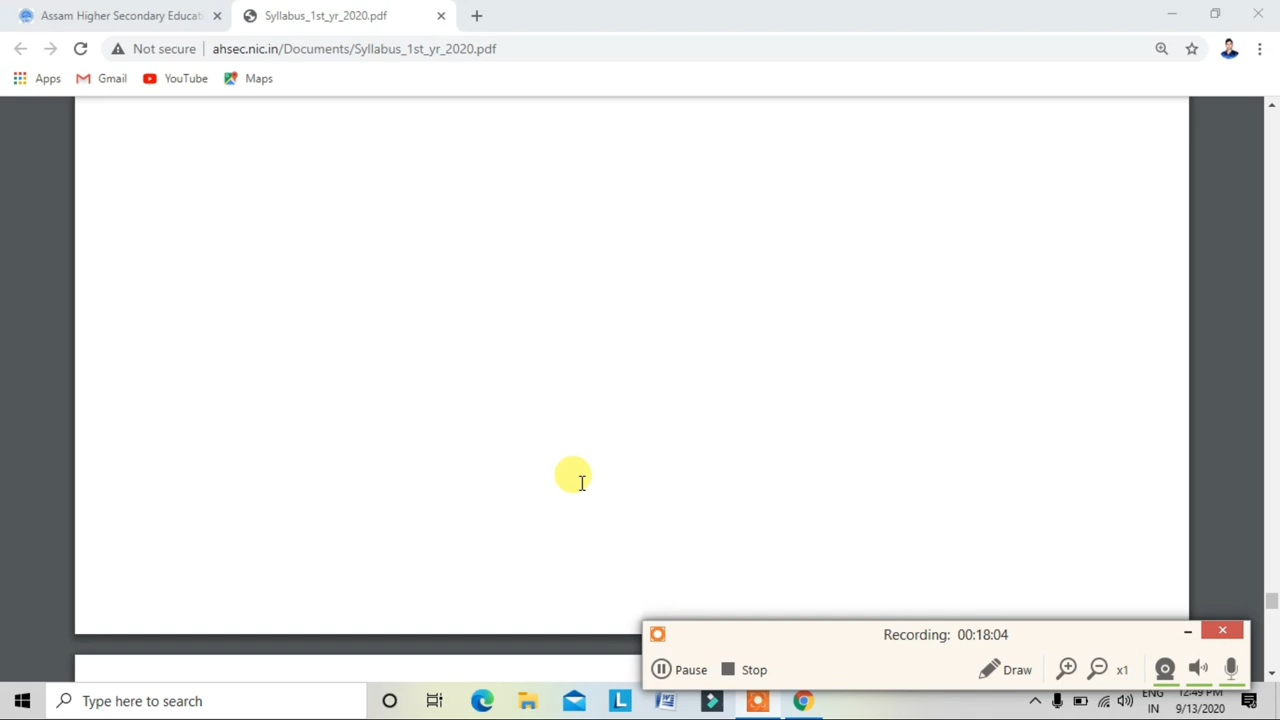 Assam Higher Secondary Educat
Syllabus_1st_yr_2020.pdf
Not secure
ahsec.nic.in/Documents/Syllabus_1st_yr_2020.pdf
Apps
Gmail
YouTube
Maps
Recording: 00:18:04
Pause
Stop
Draw
x1
Type here to search
ENG
IN
12:49 PM
9/13/2020